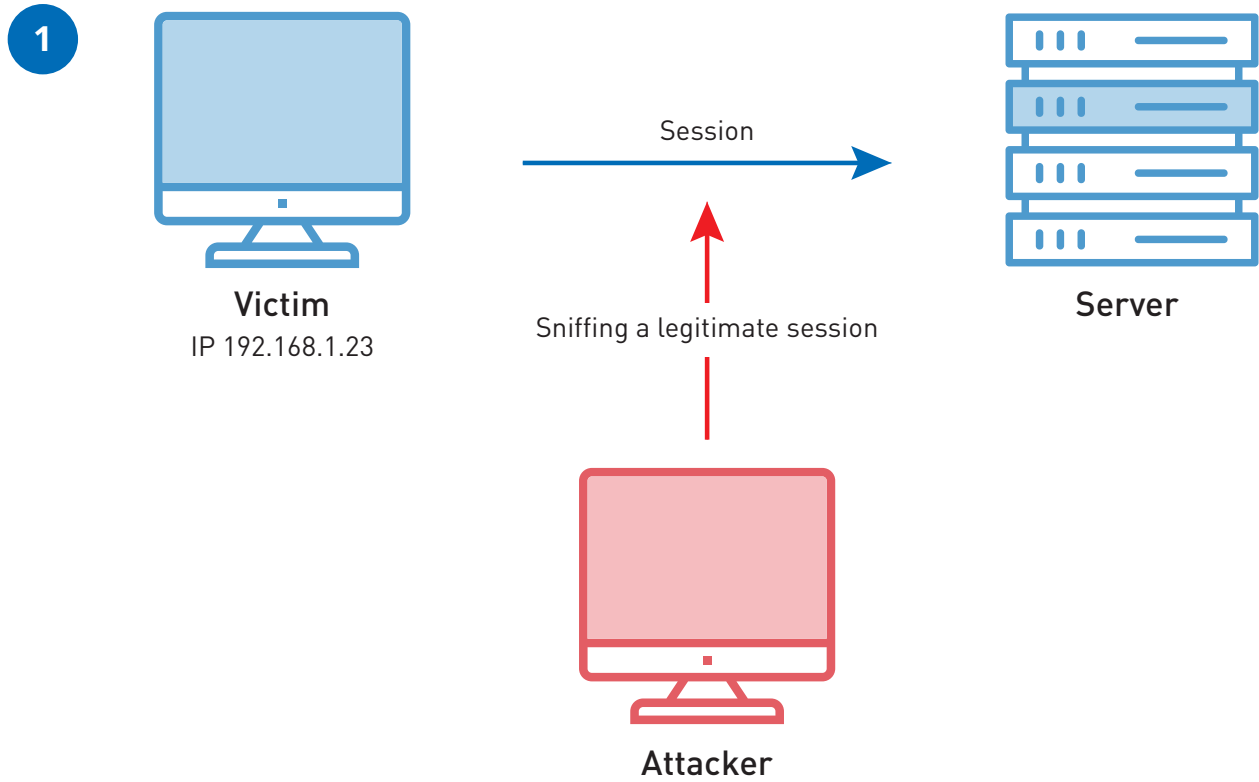 1
Session
Victim
IP 192.168.1.23
Server
Sniffing a legitimate session
Attacker